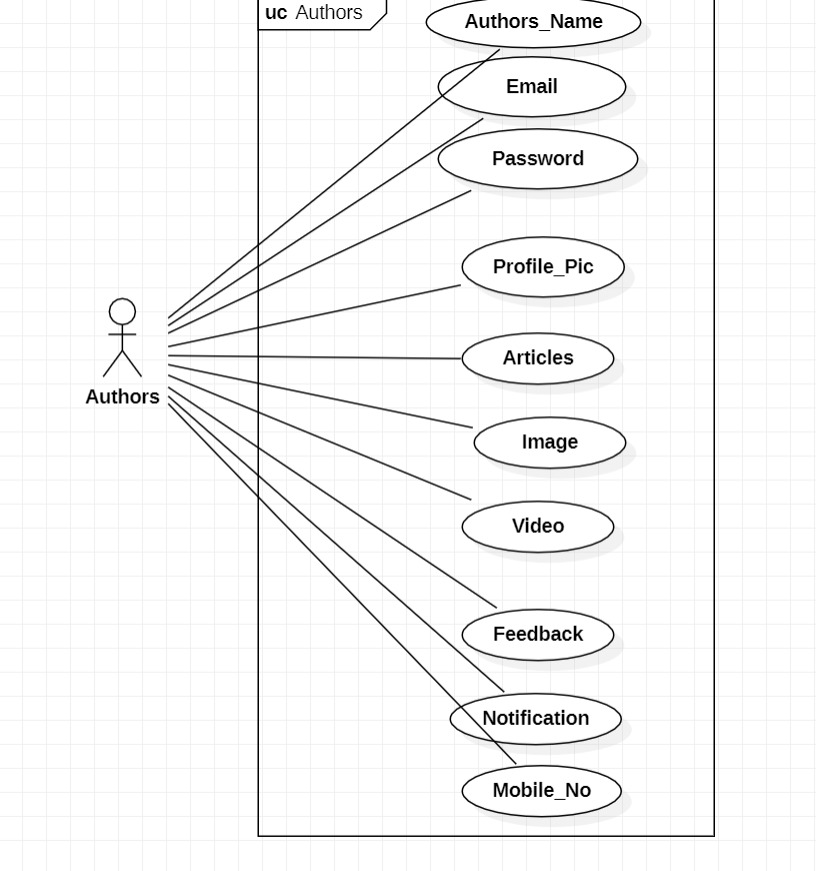 uc Authors
Authors_Name
Email
Password
Profile_Pic
Articles
Authors
Image
Video
Feedback
Notification
Mobile_No